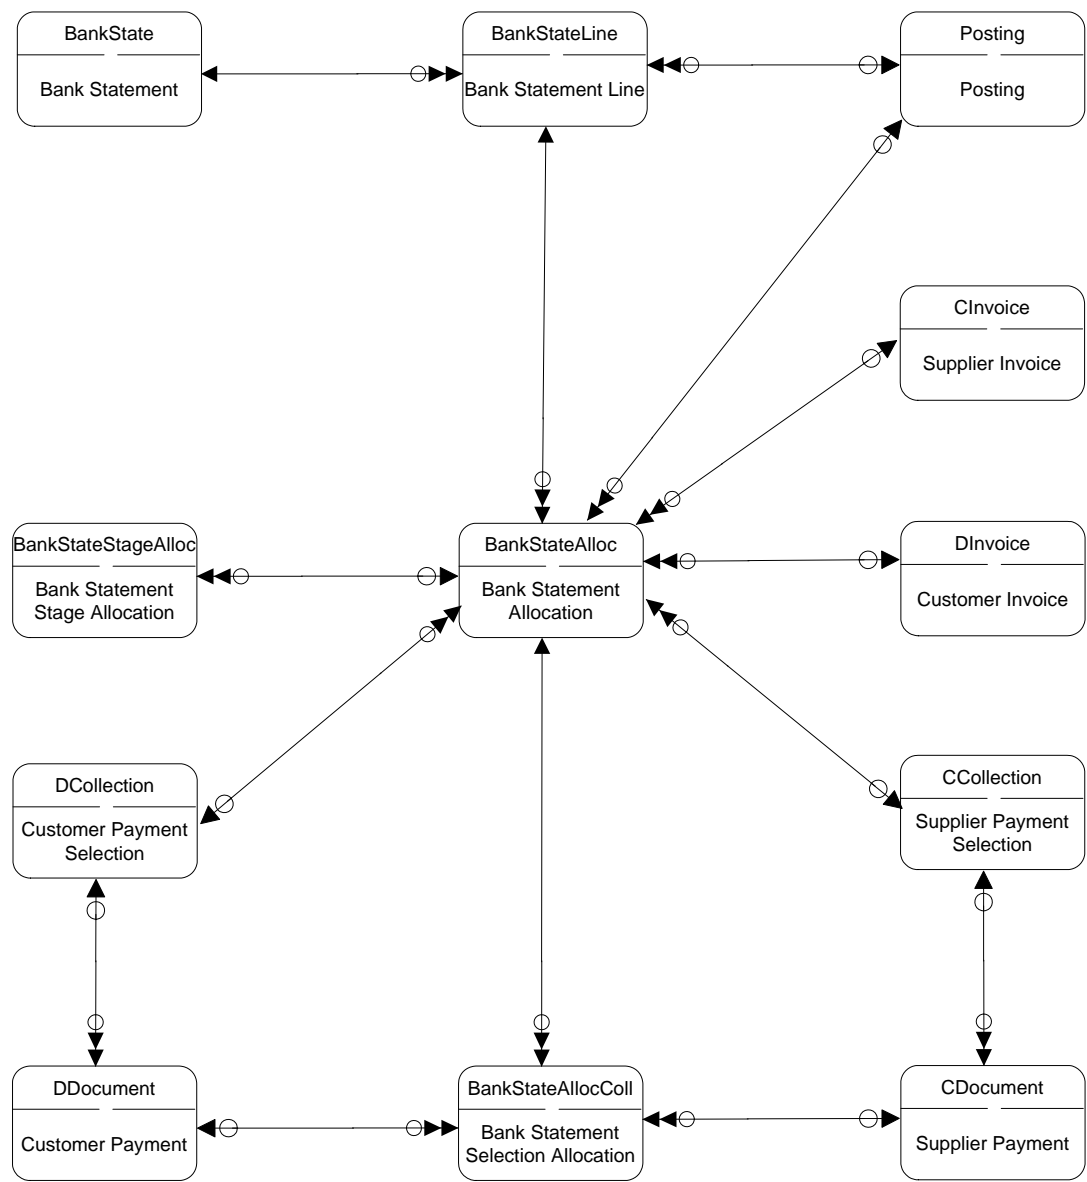 BankState
Bank Statement
BankStateLine
Bank Statement Line
Posting
Posting
CInvoice
Supplier Invoice
BankStateStageAlloc
Bank Statement
Stage Allocation
BankStateAlloc
Bank Statement
Allocation
DInvoice
Customer Invoice
DCollection
Customer Payment
Selection
CCollection
Supplier Payment
Selection
DDocument
Customer Payment
BankStateAllocColl
Bank Statement
Selection Allocation
CDocument
Supplier Payment